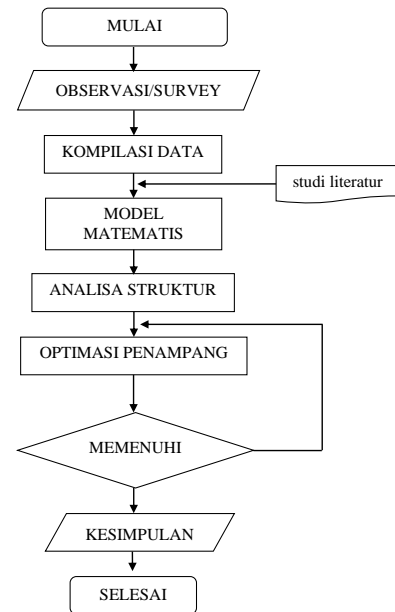 MULAI
OBSERVASI/SURVEY
KOMPILASI DATA
studi literatur
MODEL
MATEMATIS
ANALISA STRUKTUR
OPTIMASI PENAMPANG
MEMENUHI
KESIMPULAN
SELESAI